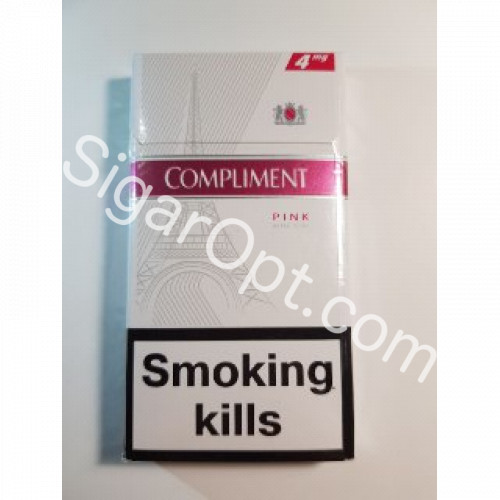 4 mg
COMPLIMENT
PINK
Smoking
kills
SigarOpt.com